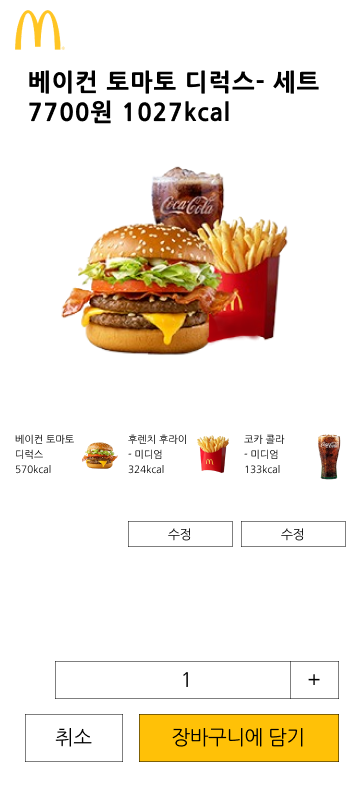 베이컨 토마토 디럭스- 세트
7700원 1027kcal
Coca-Cola
베이컨 토마토
디럭스
570kcal
후렌치 후라이
- 미디엄
324kcal
코카 콜라
- 미디엄
133kcal
수정
수정
1
+
취소
장바구니에 담기